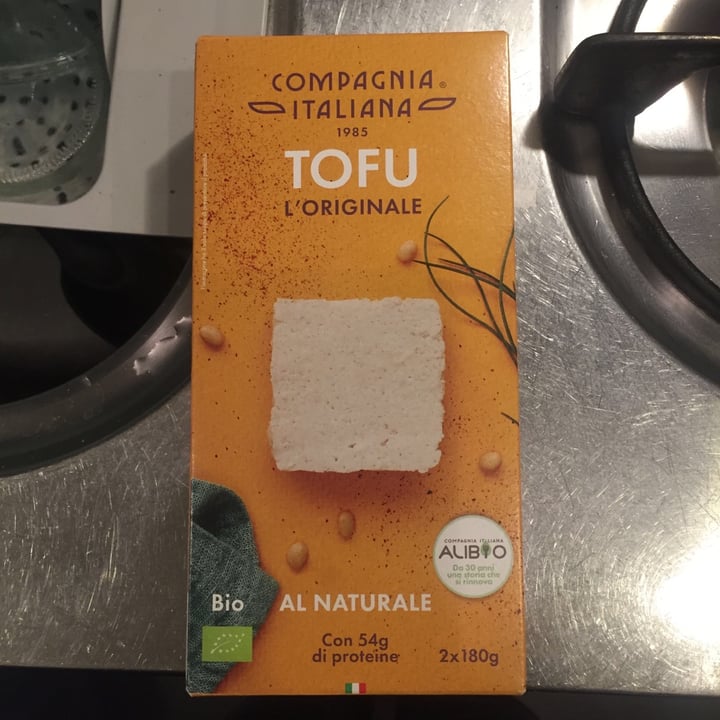 COMPAGNIA®
ITALIANA
1985
TOFU
L'ORIGINALE
COMPAGNIA ITALIANA
ALIBIO
Da 30 anni
una storia che
si rinnova
Bio
AL NATURALE
Con 54g
di proteine
2x180g